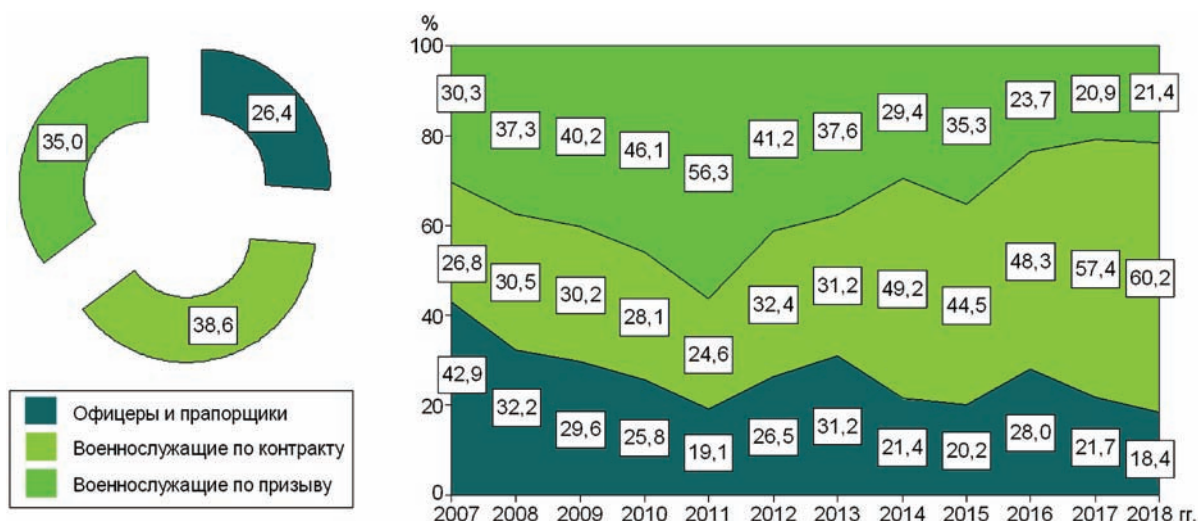 26,4
35,0
38,6
Офицеры и прапорщики
Военнослужащие по контракту
Военнослужащие по призыву
%
100
80
60
40
20
0
30,3 37,3 40,2 46,1 56,3 41,2 37,6 29,4 35,3 23,7 20,9 21,4
26,8 30,5 30,2 28,1 24,6 32,4 31,2 49,2 44,5 48,3 57,4 60,2
42,9 32,2 29,6 25,8 19,1 26,5 31,2 21,4 20,2 28,0 21,7 18,4
2007 2008 2009 2010 2011 2012 2013 2014 2015 2016 2017 2018 гг.